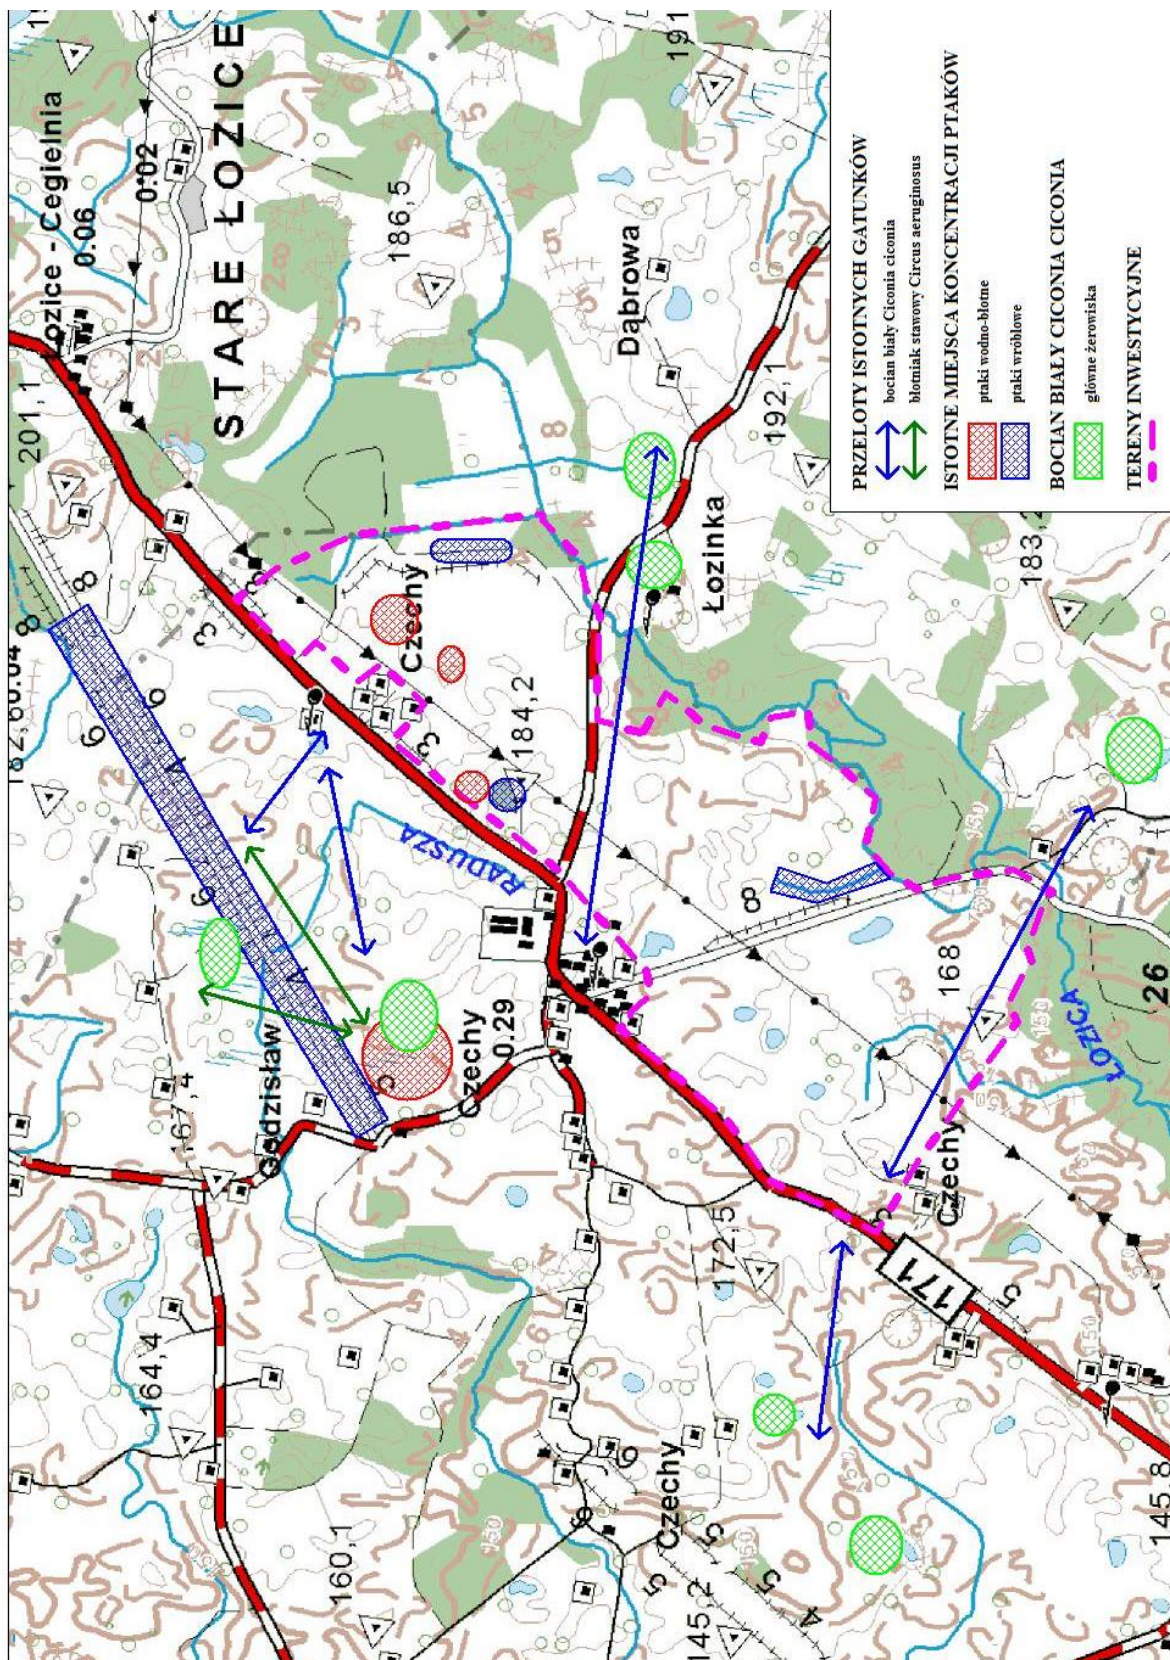 Łozice - Cegielnia
0.06
0.02
STARE ŁOZICE
201,1
186,5
191
Dąbrowa
192,1
Łozinka
183,2
Czechy
184,2
RADUSZA
Godzisław
167,4
Czechy
0.29
168
26
ŁOZICA
Czechy
172,5
1771
164,4
160,1
Czechy
145,2
145,8
PRZELOTY ISTOTNYCH GATUNKÓW
bocian biały Ciconia ciconia
błotniak stawowy Circus aeruginosus
ISTOTNE MIEJSCA KONCENTRACJI PTAKÓW
ptaki wodno-błotne
ptaki wróblowe
BOCIAN BIAŁY CICONIA CICONIA
główne żerowiska
TERENY INWESTYCYJNE